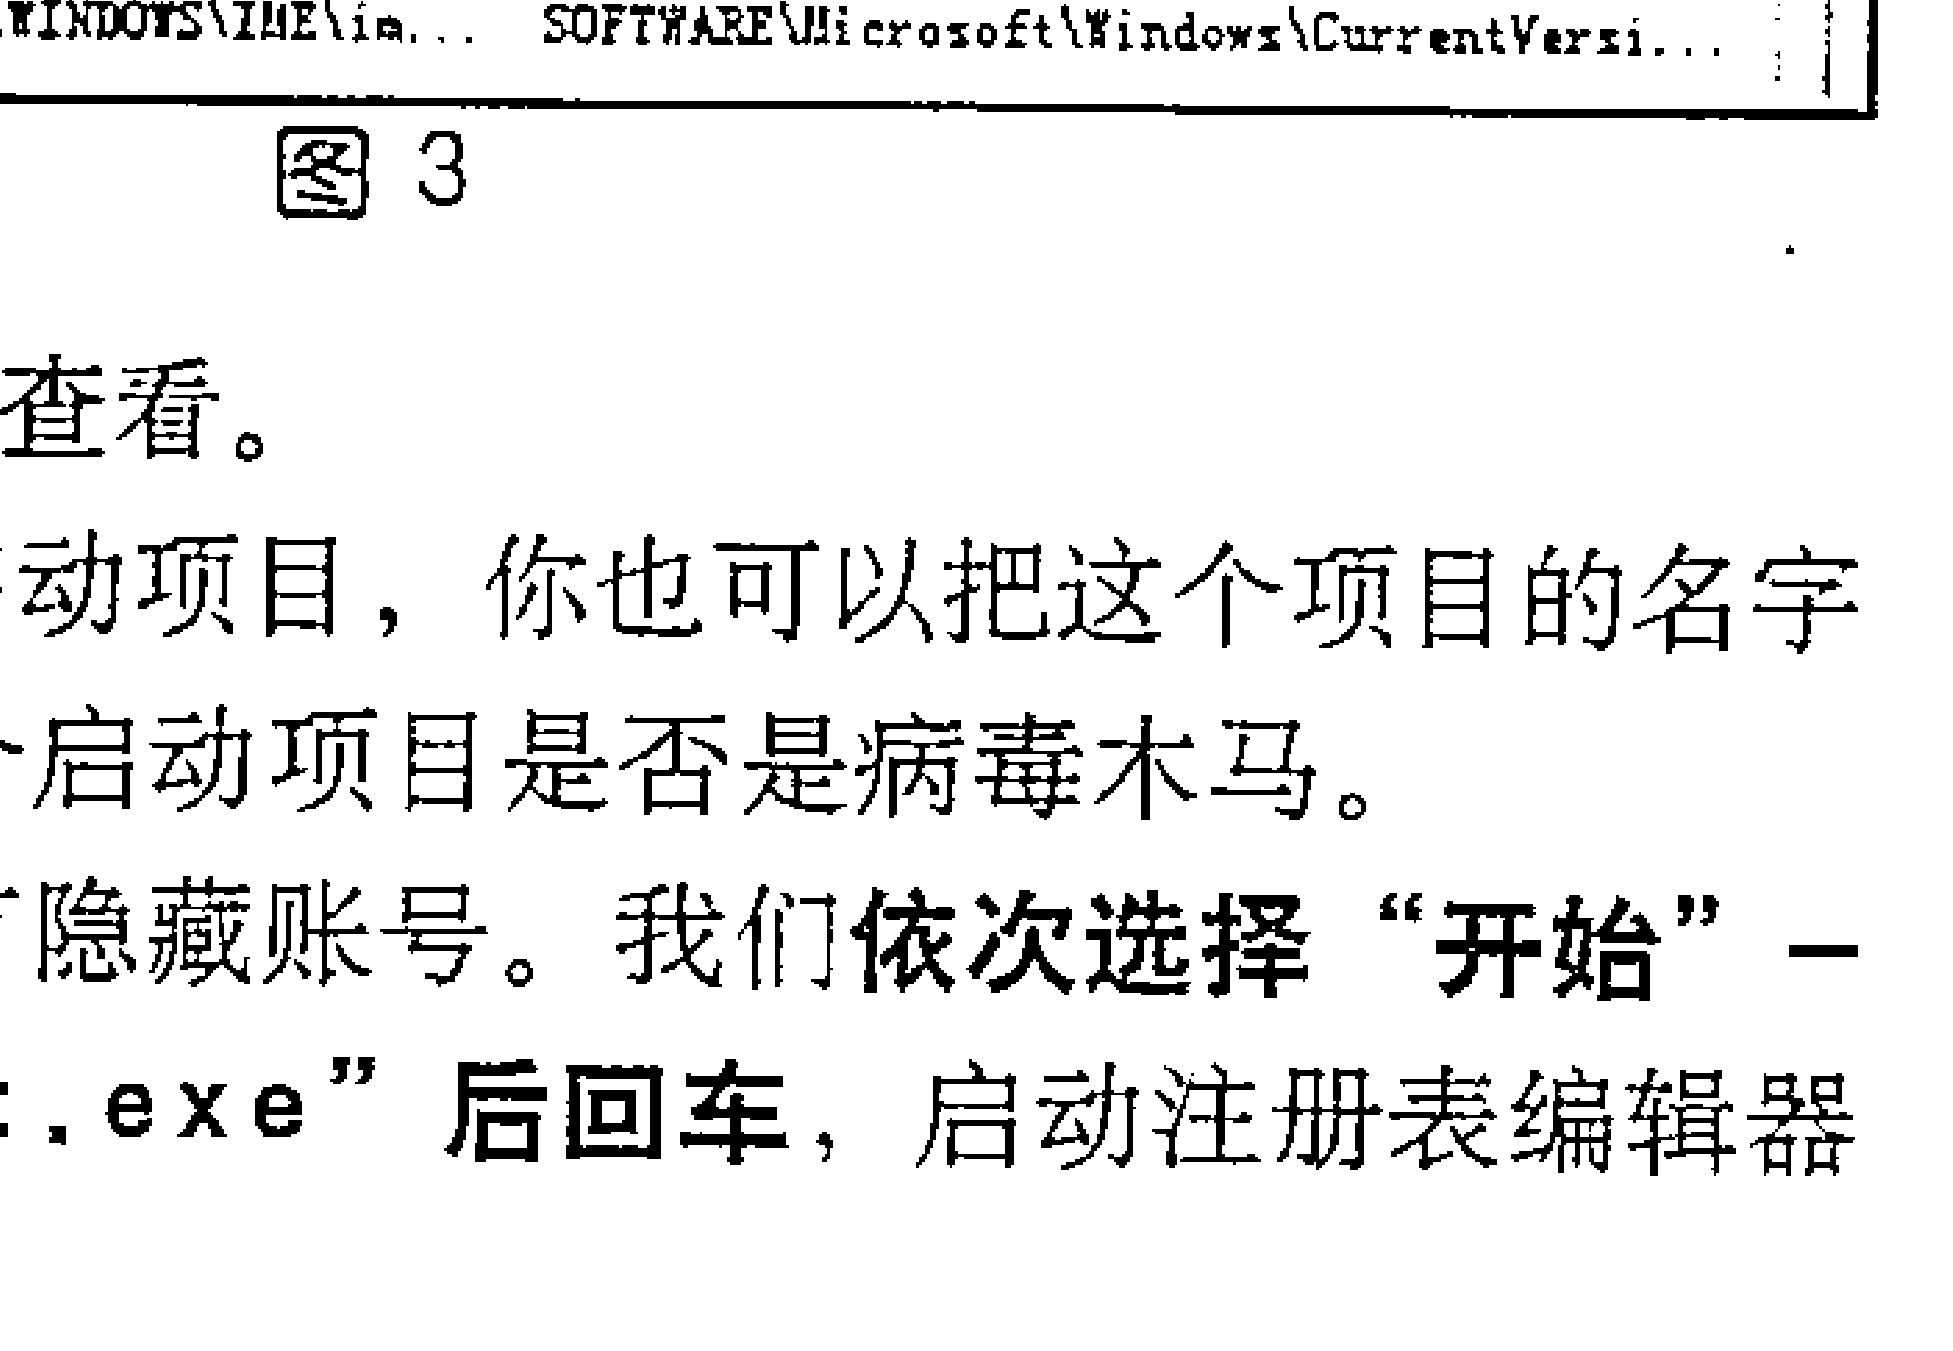 WINDOWS\IME\im... SOFTWARE\Microsoft\Windows\CurrentVersi...
图 3
查看。
动项目，你也可以把这个项目的名字
启动项目是否是病毒木马。
隐藏账号。我们依次选择“开始”—
.exe”后回车，启动注册表编辑器